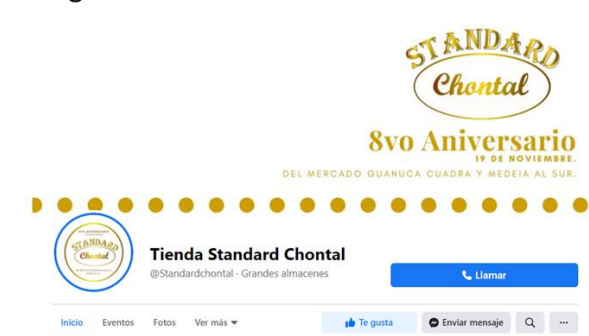 STANDARD
Chontal
8vo Aniversario
19 DE NOVIEMBRE.
DEL MERCADO GUANUCA CUADRA Y MEDEIA AL SUR.
STANDARD
Chontal
Tienda Standard Chontal
@Standardchontal · Grandes almacenes
Llamar
Inicio Eventos Fotos Ver más
Te gusta Enviar mensaje